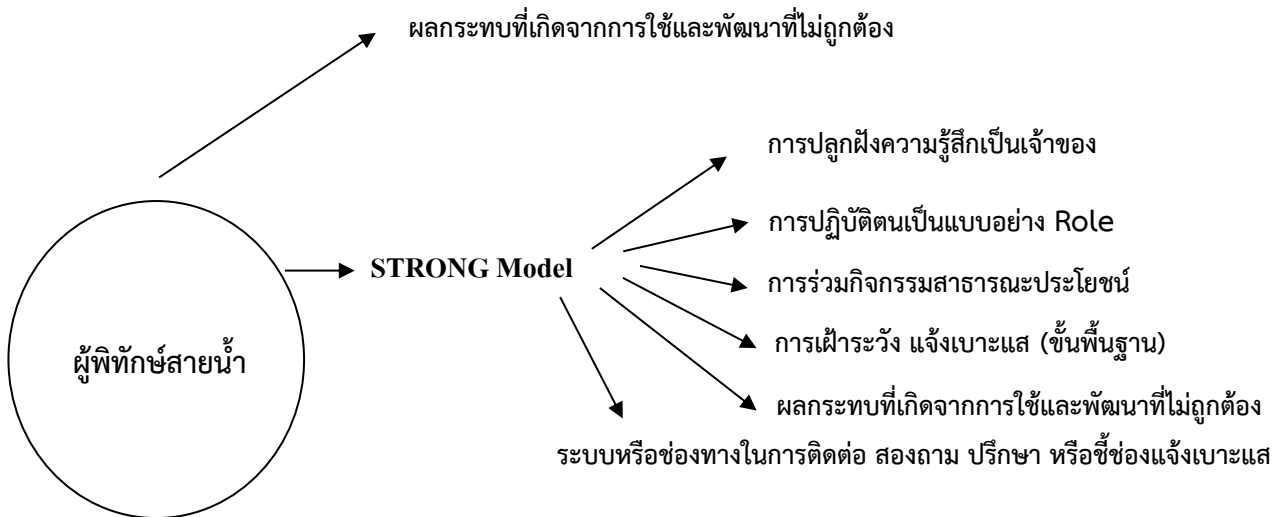 ผลกระทบที่เกิดจากการใช้และพัฒนาที่ไม่ถูกต้อง
การปลูกฝังความรู้สึกเป็นเจ้าของ
การปฏิบัติตนเป็นแบบอย่าง Role
STRONG Model
การร่วมกิจกรรมสาธารณะประโยชน์
การเฝ้าระวัง แจ้งเบาะแส (ขั้นพื้นฐาน)
ผู้พิทักษ์สายน้ำ
ผลกระทบที่เกิดจากการใช้และพัฒนาที่ไม่ถูกต้อง
ระบบหรือช่องทางในการติดต่อ สองถาม ปรึกษา หรือชี้ช่องแจ้งเบาะแส